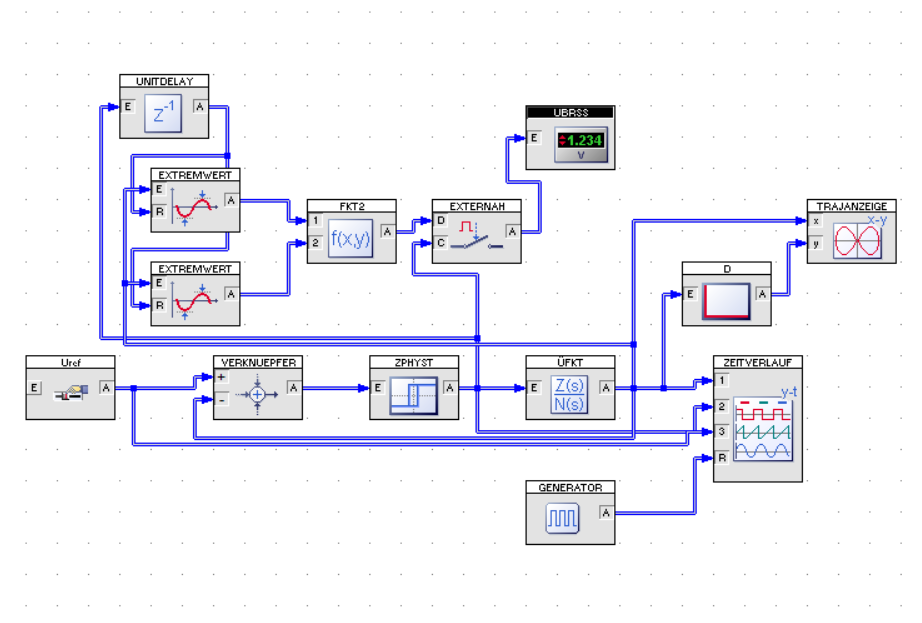 UNITDELAY
E z⁻¹ A
UBRSS
E 1.234
V
EXTREMWERT
E A
R
FKT2
1 A
2 f(x,y)
EXTERNAH
D A
C
TRAJANZEIGE
x x-y
y
EXTREMWERT
E A
R
D
E A
Uref
E A
VERKNUEPFER
+ A
-
ZPHYST
E A
ÜFKT
E Z(s) A
N(s)
ZEITVERLAUF
1
y-t
2
3
R
GENERATOR
A